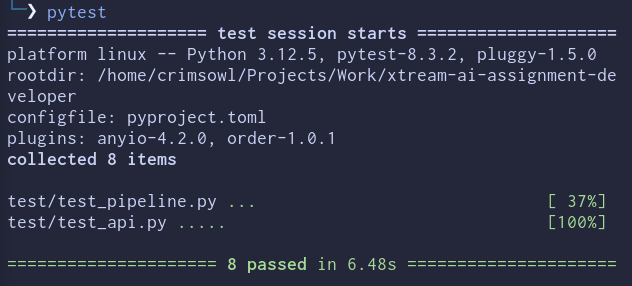 ❯ pytest
=================== test session starts ====================
platform linux -- Python 3.12.5, pytest-8.3.2, pluggy-1.5.0
rootdir: /home/crimsowl/Projects/Work/xtream-ai-assignment-de
veloper
configfile: pyproject.toml
plugins: anyio-4.2.0, order-1.0.1
collected 8 items
test/test_pipeline.py ... [ 37%]
test/test_api.py ..... [100%]
===================== 8 passed in 6.48s =====================